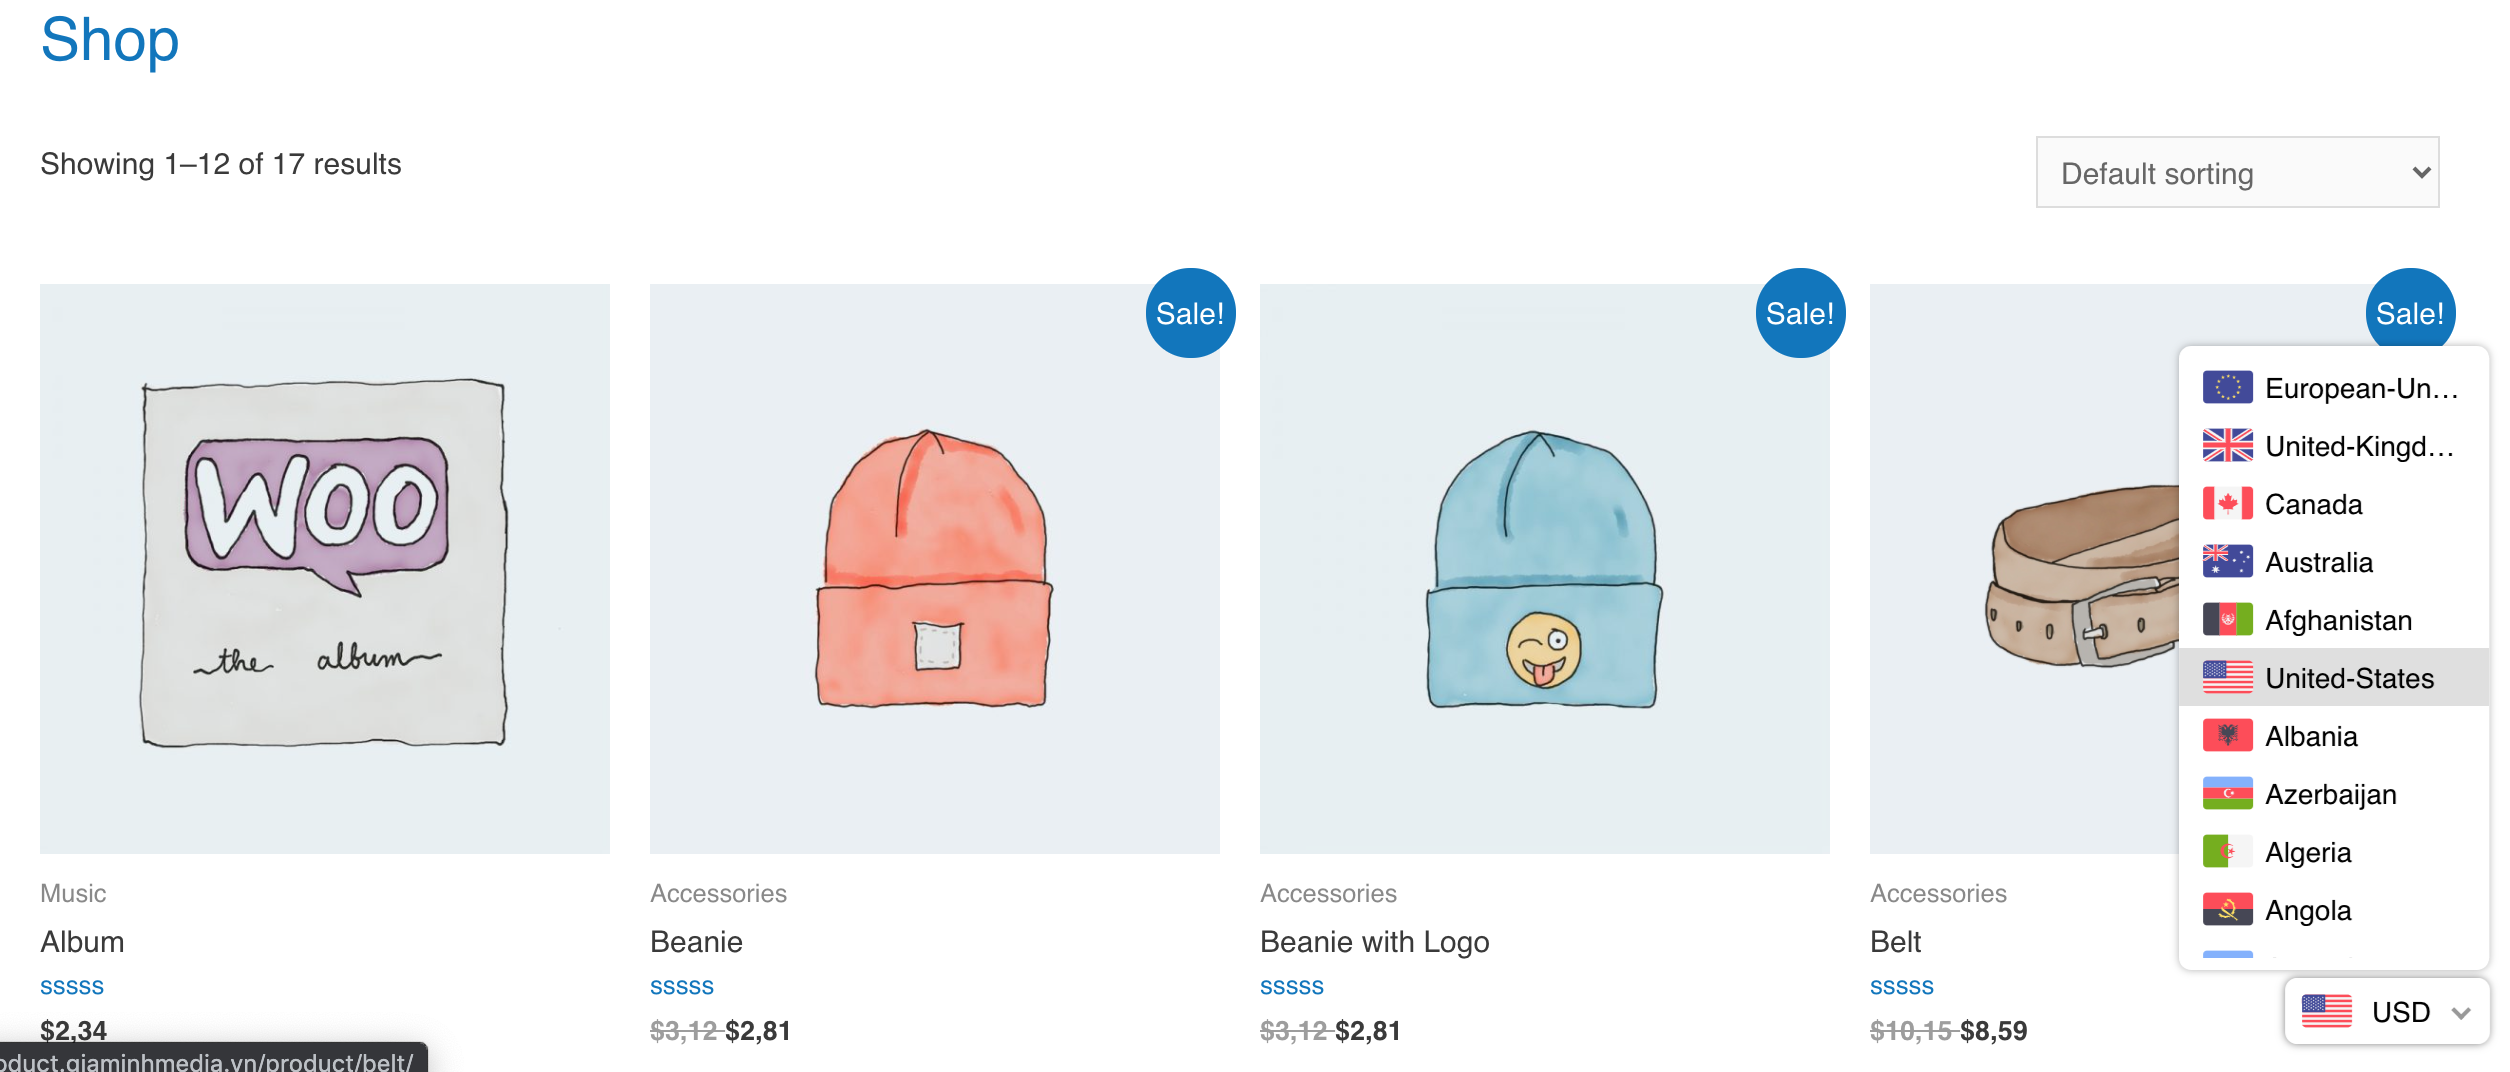 Shop
Showing 1–12 of 17 results
Default sorting
Sale!
Sale!
Sale!
WOO
the album
European-Un...
United-Kingd...
Canada
Australia
Afghanistan
United-States
Albania
Azerbaijan
Algeria
Angola
Music
Album
sssss
$2,34
Accessories
Beanie
sssss
$3,12 $2,81
Accessories
Beanie with Logo
sssss
$3,12 $2,81
Accessories
Belt
sssss
$10,15 $8,59
USD
oduct.giaminhmedia.vn/product/belt/